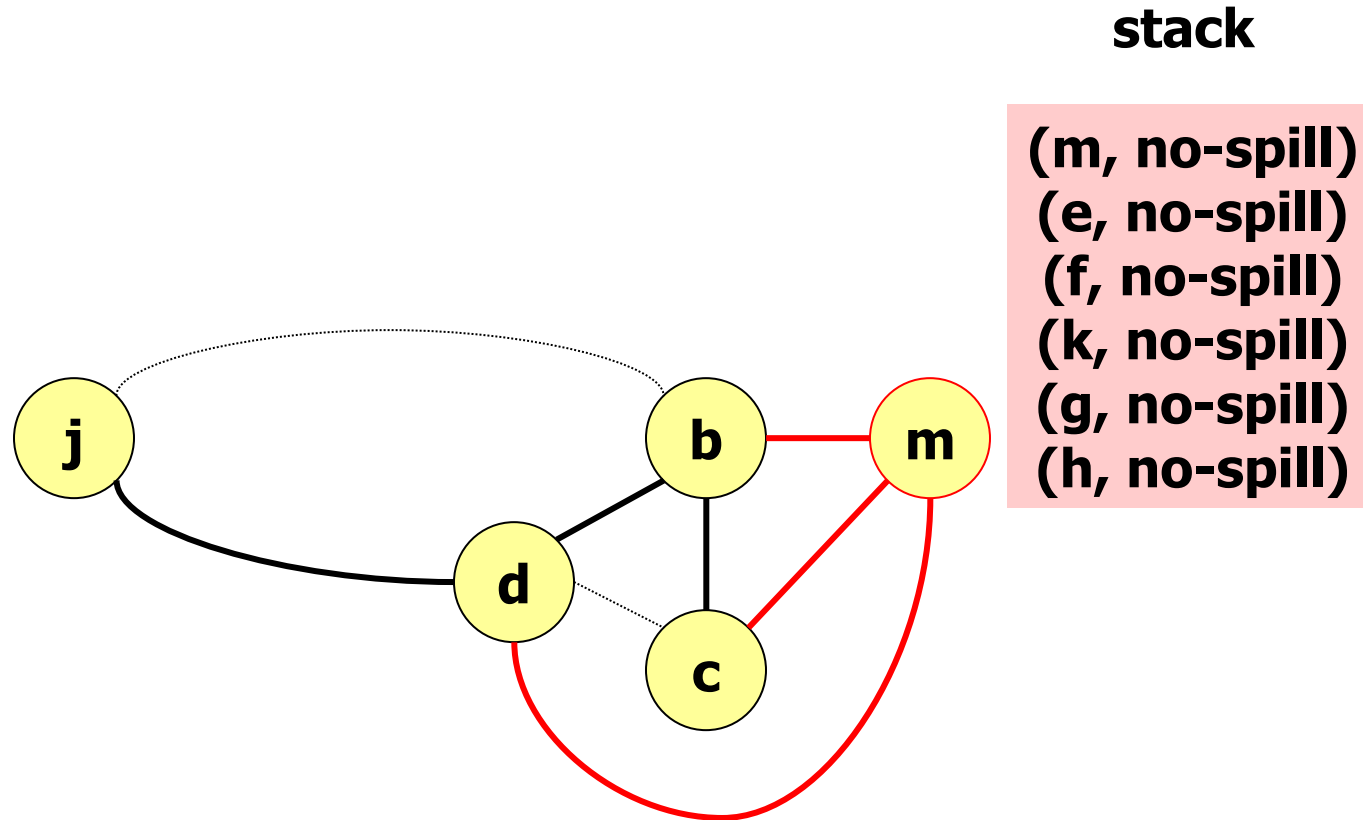 stack
(m, no-spill)
(e, no-spill)
(f, no-spill)
(k, no-spill)
(g, no-spill)
(h, no-spill)
j
b
m
d
c